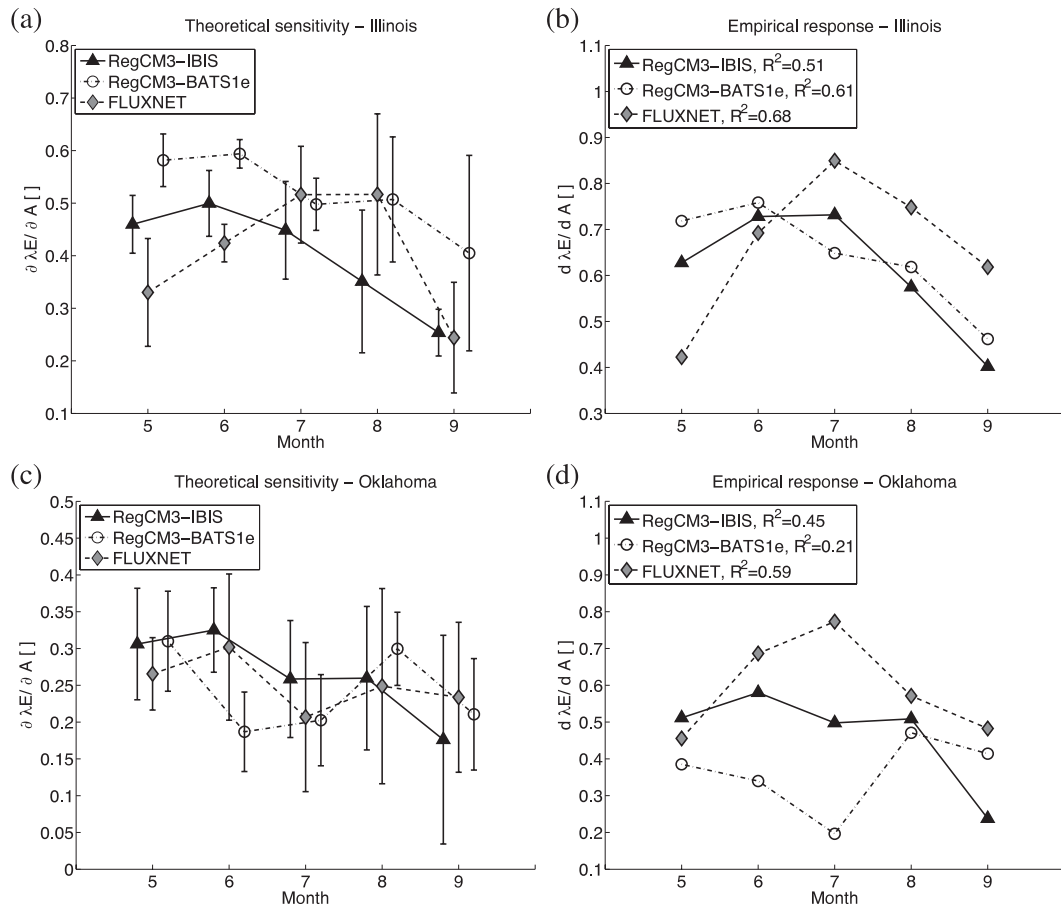 (a)
Theoretical sensitivity – Illinois
0.8
0.7
0.6
0.5
0.4
0.3
0.2
0.1
∂ λE/ ∂ A [ ]
RegCM3–IBIS
RegCM3–BATS1e
FLUXNET
5 6 7 8 9
Month
(b)
Empirical response – Illinois
1.1
1
0.9
0.8
0.7
0.6
0.5
0.4
0.3
d λE/ d A [ ]
RegCM3–IBIS, R²=0.51
RegCM3–BATS1e, R²=0.61
FLUXNET, R²=0.68
5 6 7 8 9
Month
(c)
Theoretical sensitivity – Oklahoma
0.5
0.45
0.4
0.35
0.3
0.25
0.2
0.15
0.1
0.05
0
∂ λE/ ∂ A [ ]
RegCM3–IBIS
RegCM3–BATS1e
FLUXNET
5 6 7 8 9
Month
(d)
Empirical response – Oklahoma
1.1
1
0.9
0.8
0.7
0.6
0.5
0.4
0.3
0.2
0.1
d λE/ d A [ ]
RegCM3–IBIS, R²=0.45
RegCM3–BATS1e, R²=0.21
FLUXNET, R²=0.59
5 6 7 8 9
Month